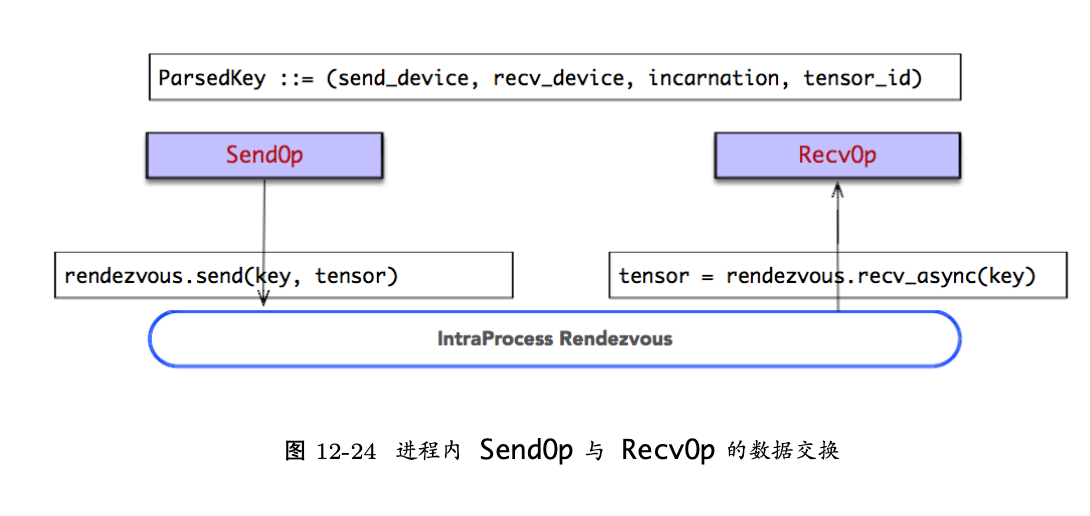 ParsedKey ::= (send_device, recv_device, incarnation, tensor_id)
SendOp
RecvOp
rendezvous.send(key, tensor)
tensor = rendezvous.recv_async(key)
IntraProcess Rendezvous
图 12-24 进程内 SendOp 与 RecvOp 的数据交换